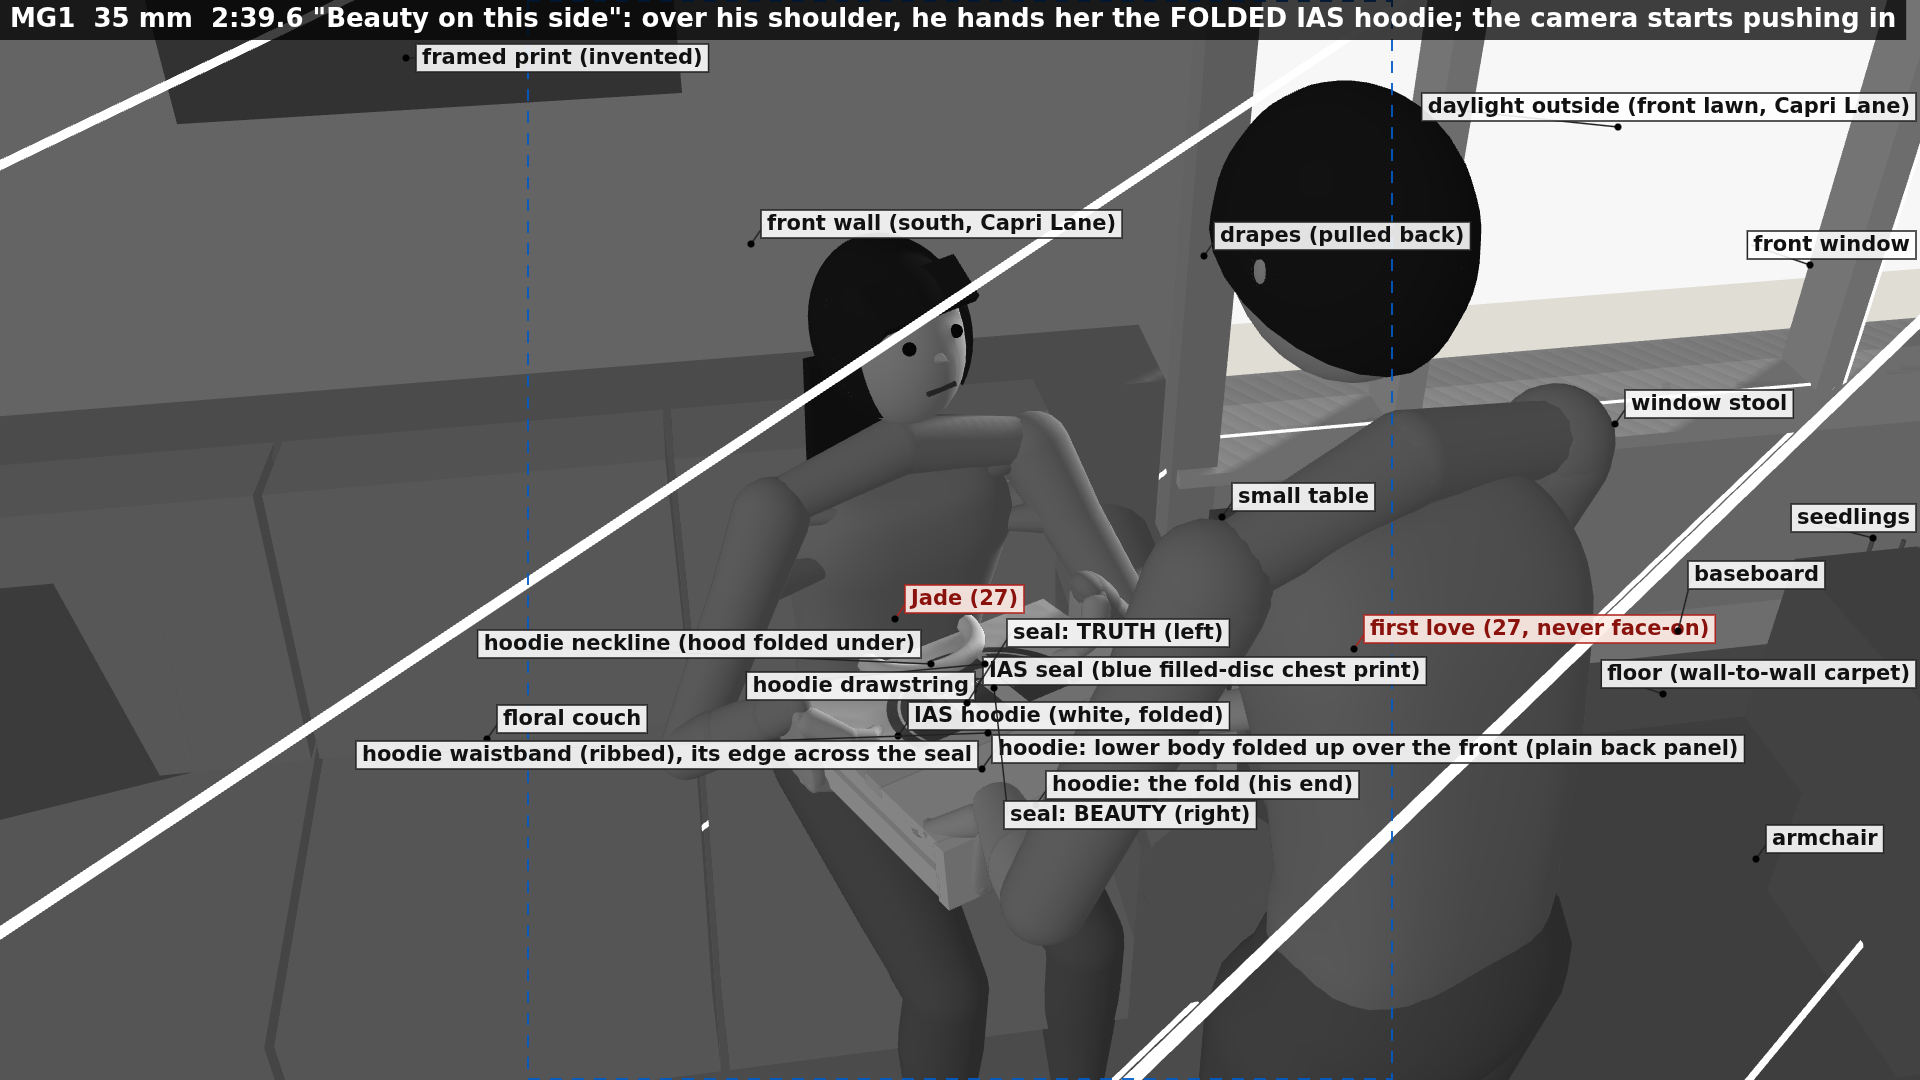 MG1 35 mm 2:39.6 "Beauty on this side": over his shoulder, he hands her the FOLDED IAS hoodie; the camera starts pushing in
framed print (invented)
daylight outside (front lawn, Capri Lane)
front wall (south, Capri Lane)
drapes (pulled back)
front window
window stool
small table
seedlings
baseboard
Jade (27)
first love (27, never face-on)
seal: TRUTH (left)
hoodie neckline (hood folded under)
IAS seal (blue filled-disc chest print)
floor (wall-to-wall carpet)
hoodie drawstring
floral couch
IAS hoodie (white, folded)
hoodie waistband (ribbed), its edge across the seal
hoodie: lower body folded up over the front (plain back panel)
hoodie: the fold (his end)
seal: BEAUTY (right)
armchair